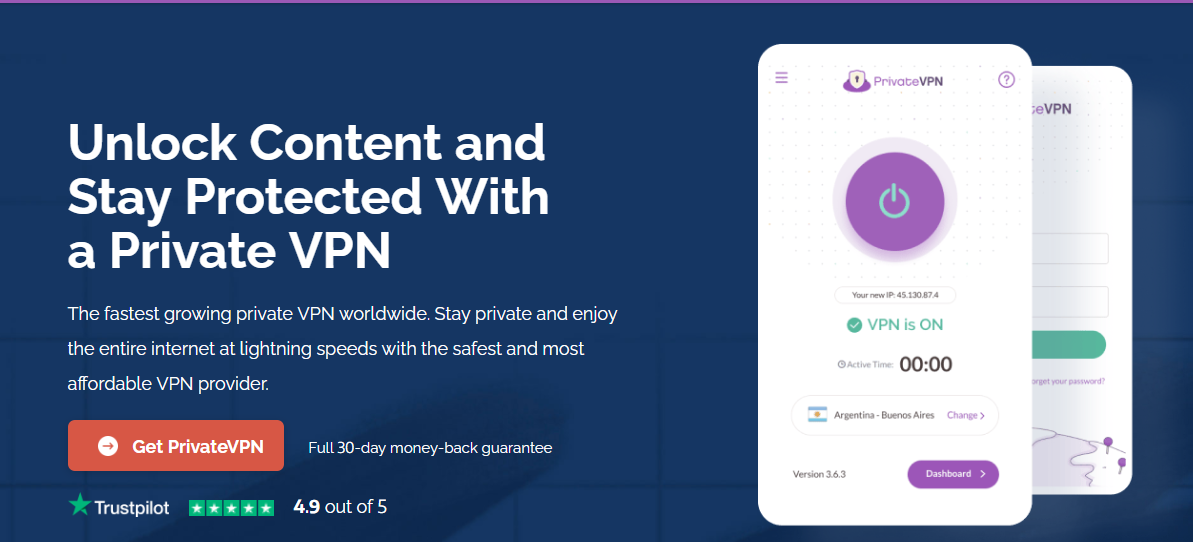 Unlock Content and
Stay Protected With
a Private VPN
The fastest growing private VPN worldwide. Stay private and enjoy
the entire internet at lightning speeds with the safest and most
affordable VPN provider.
Get PrivateVPN
Full 30-day money-back guarantee
Trustpilot
4.9 out of 5
PrivateVPN
Your new IP: 45.130.87.4
VPN is ON
Active Time: 00:00
Argentina - Buenos Aires Change
Version 3.6.3
Dashboard
teVPN
orget your password?